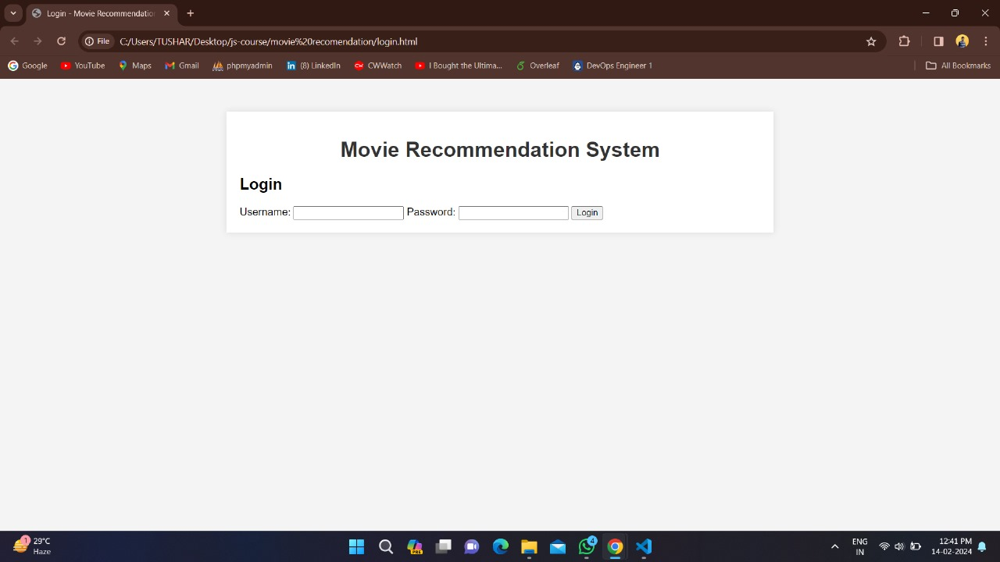 Login - Movie Recommendation
File C:/Users/TUSHAR/Desktop/js-course/movie%20recomendation/login.html
Google YouTube Maps Gmail phpmyadmin (8) LinkedIn CWWatch I Bought the Ultima... Overleaf DevOps Engineer 1 All Bookmarks
Movie Recommendation System
Login
Username: Password: Login
1 29°C
Haze
PRE
4
ENG
IN
12:41 PM
14-02-2024